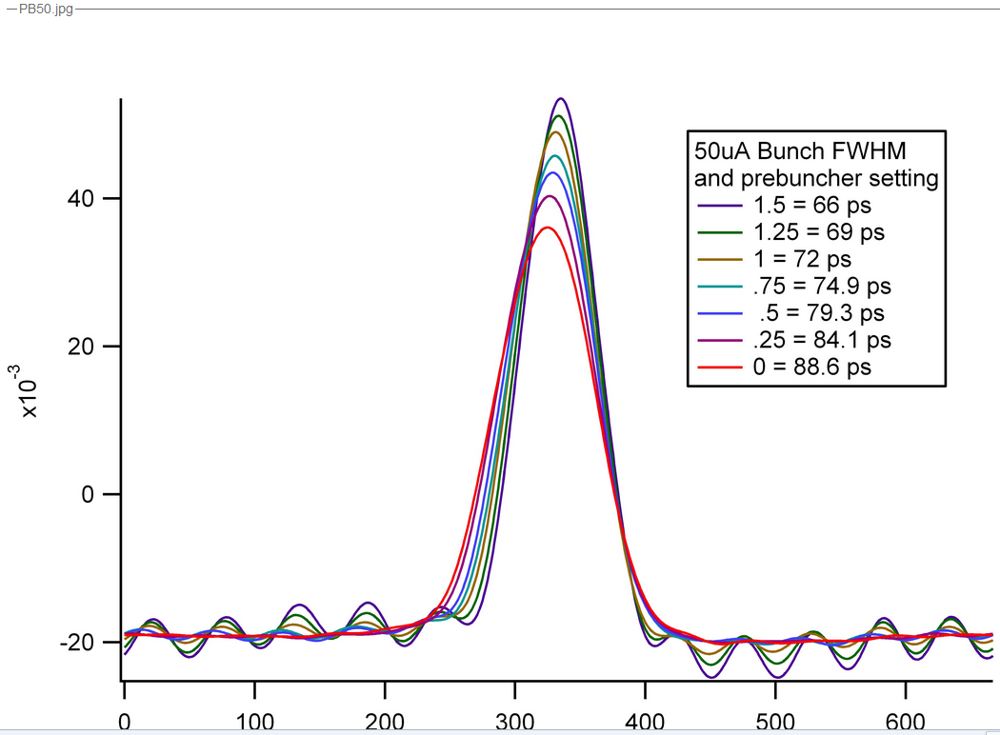 PB50.jpg
50uA Bunch FWHM
and prebuncher setting
1.5 = 66 ps
1.25 = 69 ps
1 = 72 ps
.75 = 74.9 ps
.5 = 79.3 ps
.25 = 84.1 ps
0 = 88.6 ps
40
20
0
-20
x10-3
0 100 200 300 400 500 600